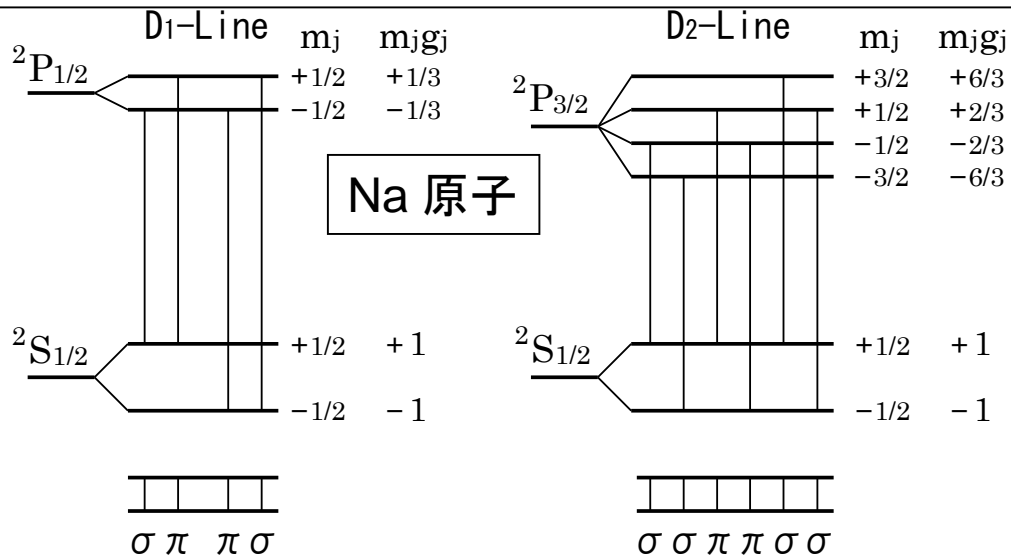 D1-Line mj mjgj
²P1/2 +1/2 +1/3
−1/2 −1/3
²S1/2 +1/2 +1
−1/2 −1
σ π π σ
Na 原子
D2-Line mj mjgj
²P3/2 +3/2 +6/3
+1/2 +2/3
−1/2 −2/3
−3/2 −6/3
²S1/2 +1/2 +1
−1/2 −1
σ σ π π σ σ